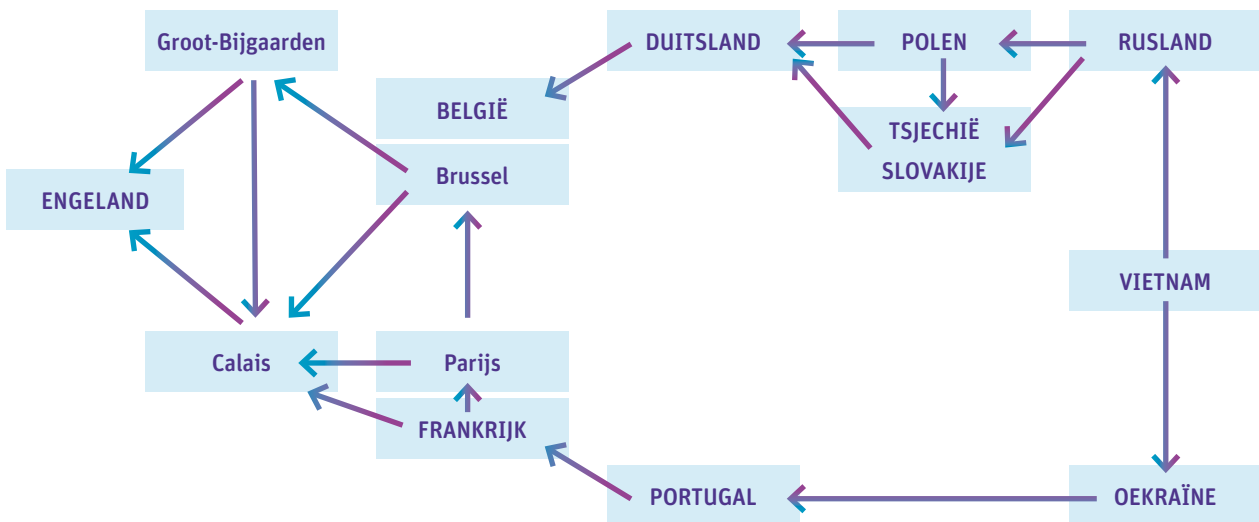 Groot-Bijgaarden
DUITSLAND
POLEN
RUSLAND
BELGIË
TSJECHIË
SLOVAKIJE
Brussel
ENGELAND
VIETNAM
Calais
Parijs
FRANKRIJK
PORTUGAL
OEKRAÏNE